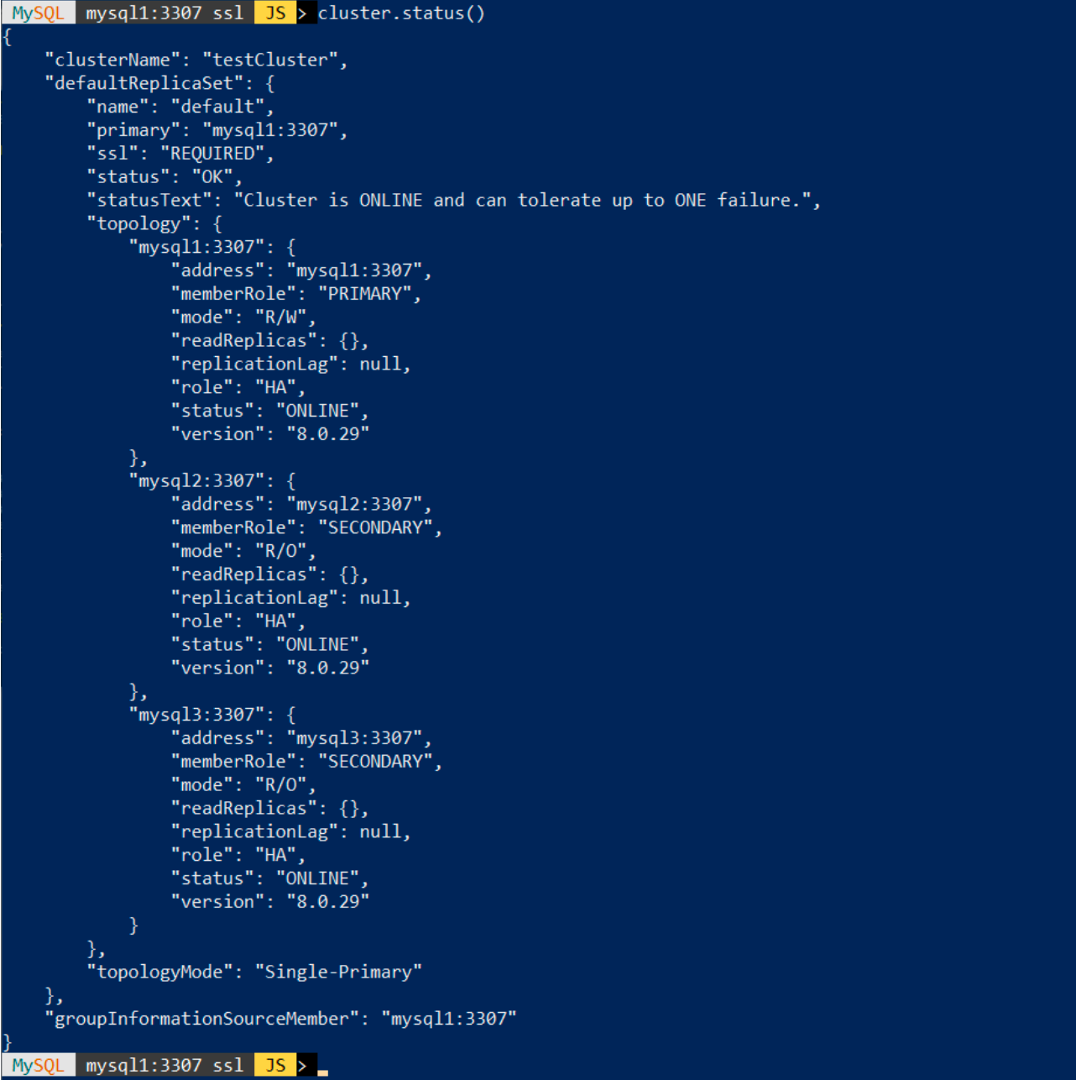 MySQL mysql1:3307 ssl JS > cluster.status()
{
    "clusterName": "testCluster",
    "defaultReplicaSet": {
        "name": "default",
        "primary": "mysql1:3307",
        "ssl": "REQUIRED",
        "status": "OK",
        "statusText": "Cluster is ONLINE and can tolerate up to ONE failure.",
        "topology": {
            "mysql1:3307": {
                "address": "mysql1:3307",
                "memberRole": "PRIMARY",
                "mode": "R/W",
                "readReplicas": {},
                "replicationLag": null,
                "role": "HA",
                "status": "ONLINE",
                "version": "8.0.29"
            },
            "mysql2:3307": {
                "address": "mysql2:3307",
                "memberRole": "SECONDARY",
                "mode": "R/O",
                "readReplicas": {},
                "replicationLag": null,
                "role": "HA",
                "status": "ONLINE",
                "version": "8.0.29"
            },
            "mysql3:3307": {
                "address": "mysql3:3307",
                "memberRole": "SECONDARY",
                "mode": "R/O",
                "readReplicas": {},
                "replicationLag": null,
                "role": "HA",
                "status": "ONLINE",
                "version": "8.0.29"
            }
        },
        "topologyMode": "Single-Primary"
    },
    "groupInformationSourceMember": "mysql1:3307"
}
MySQL mysql1:3307 ssl JS > _